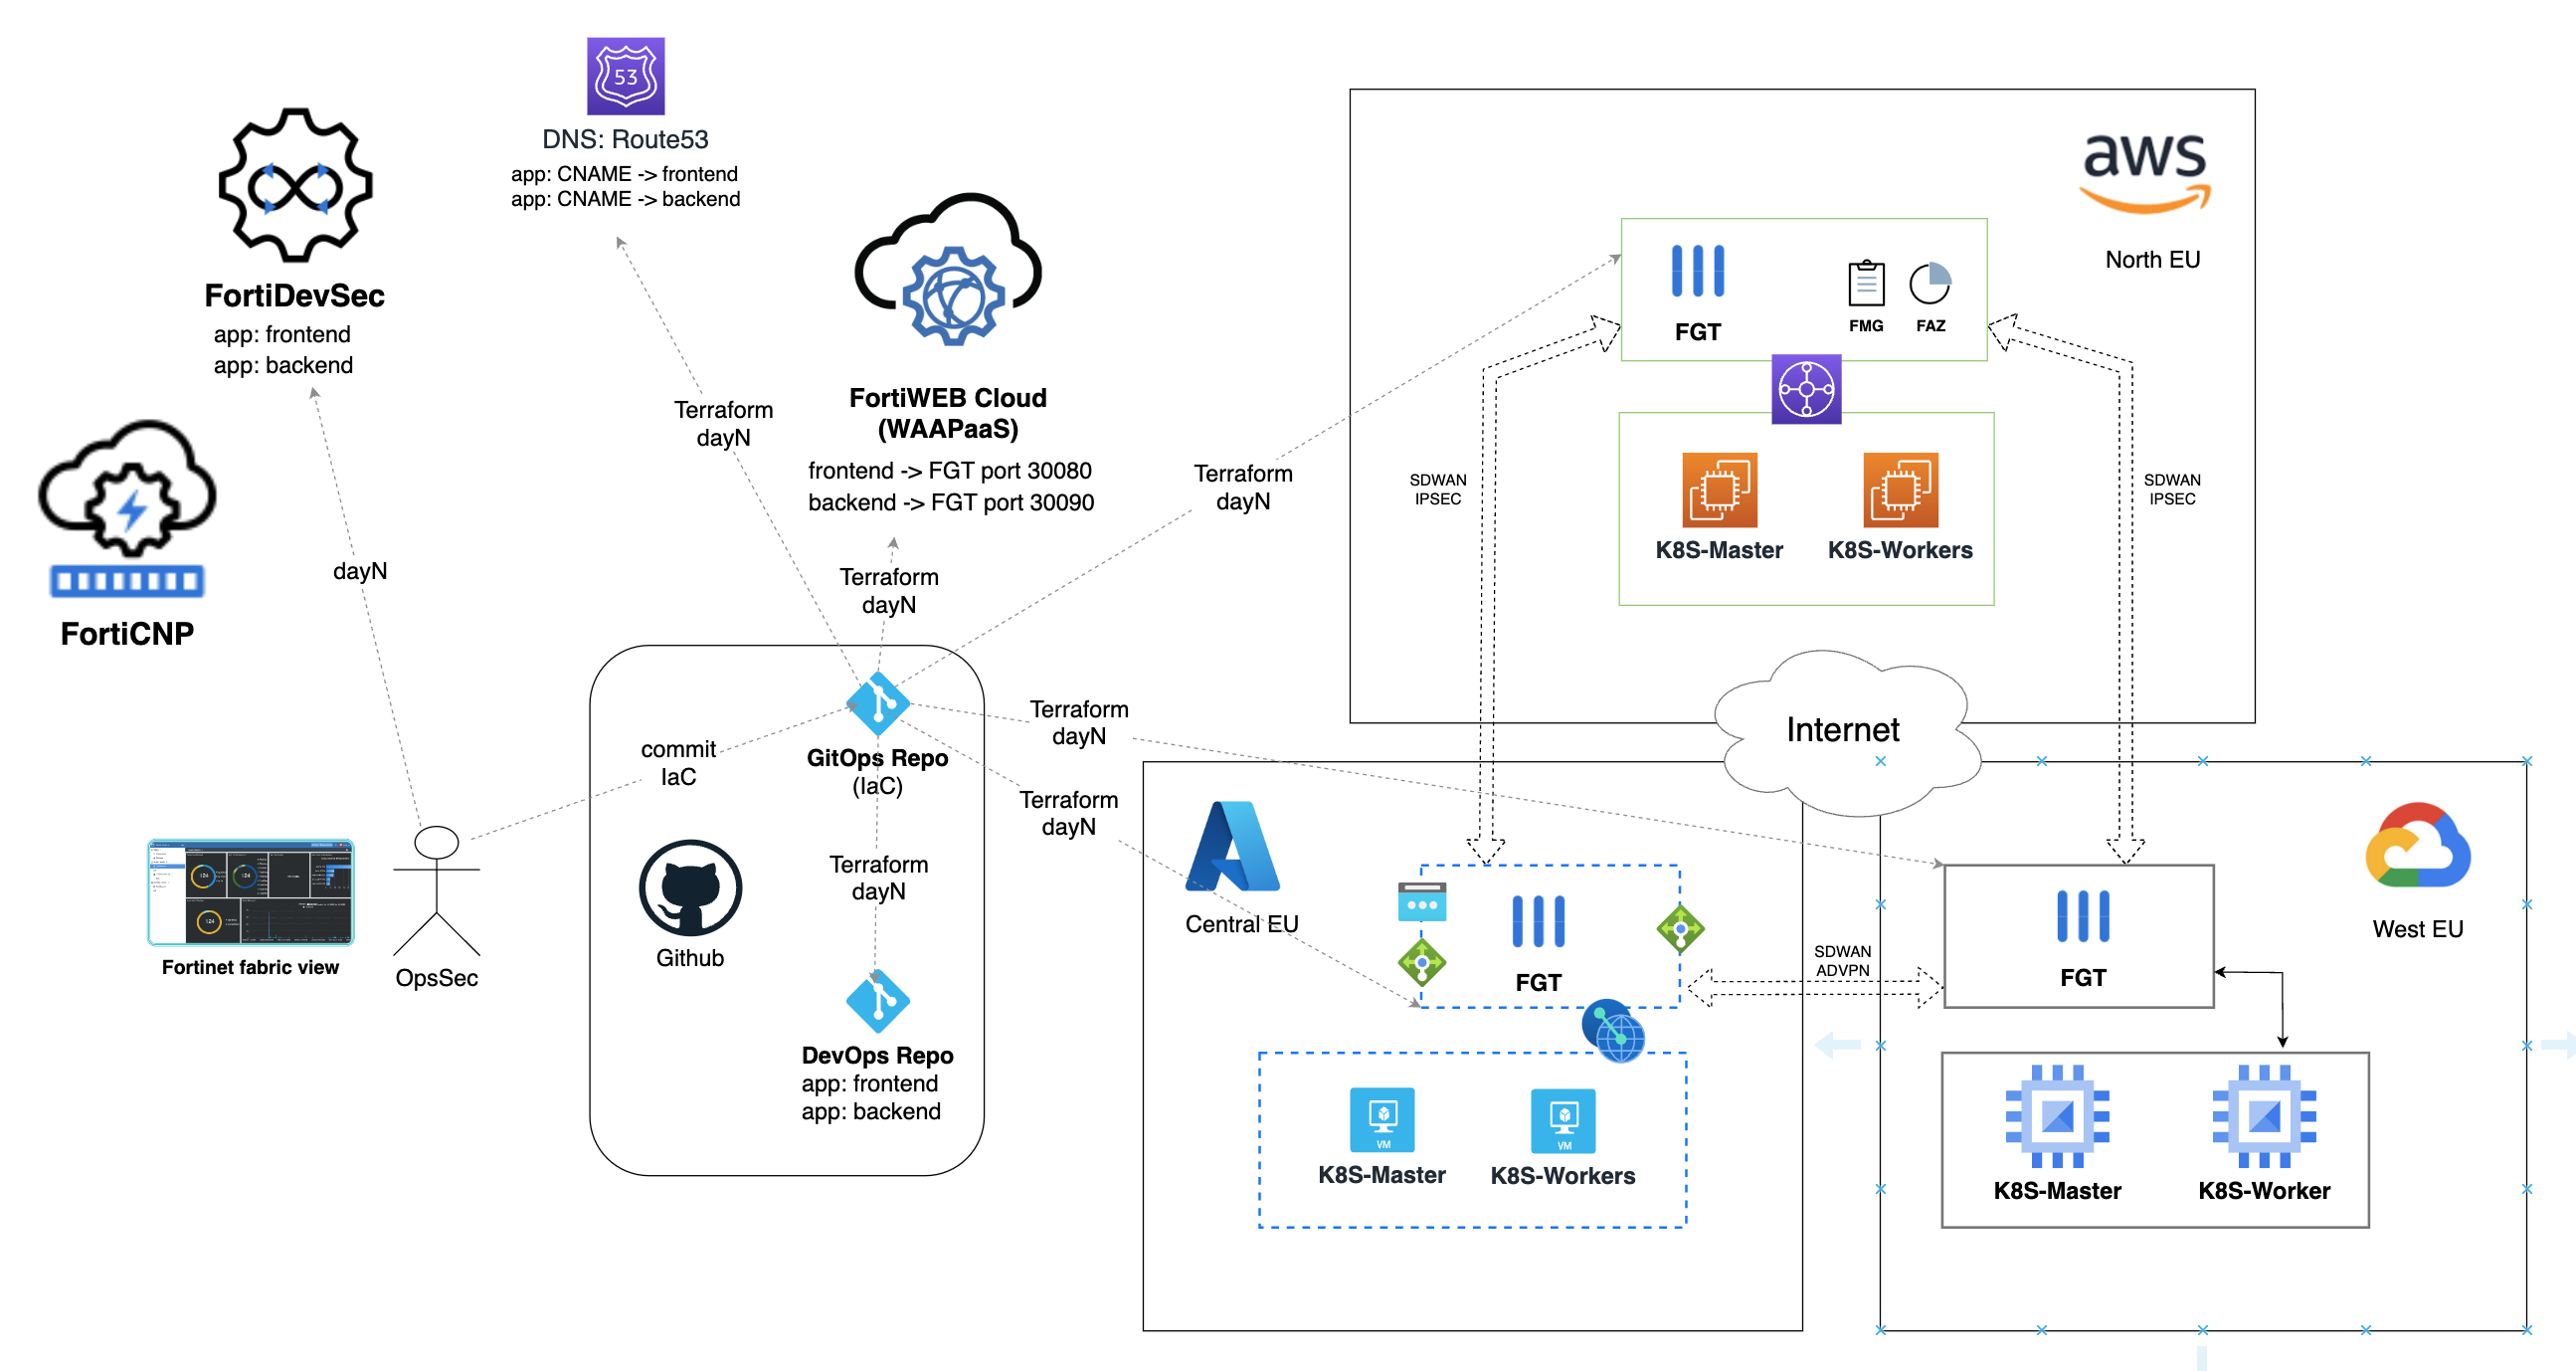 53
DNS: Route53
app: CNAME -> frontend
app: CNAME -> backend
FortiDevSec
app: frontend
app: backend
FortiCNP
dayN
FortiWEB Cloud
(WAAPaaS)
frontend -> FGT port 30080
backend -> FGT port 30090
Terraform
dayN
Terraform
dayN
Terraform
dayN
Terraform
dayN
Terraform
dayN
Terraform
dayN
commit
IaC
GitOps Repo
(IaC)
Github
DevOps Repo
app: frontend
app: backend
Fortinet fabric view
OpsSec
aws
North EU
FGT
FMG
FAZ
K8S-Master
K8S-Workers
SDWAN
IPSEC
SDWAN
IPSEC
Internet
Central EU
FGT
VM
K8S-Master
VM
K8S-Workers
SDWAN
ADVPN
West EU
FGT
K8S-Master
K8S-Worker